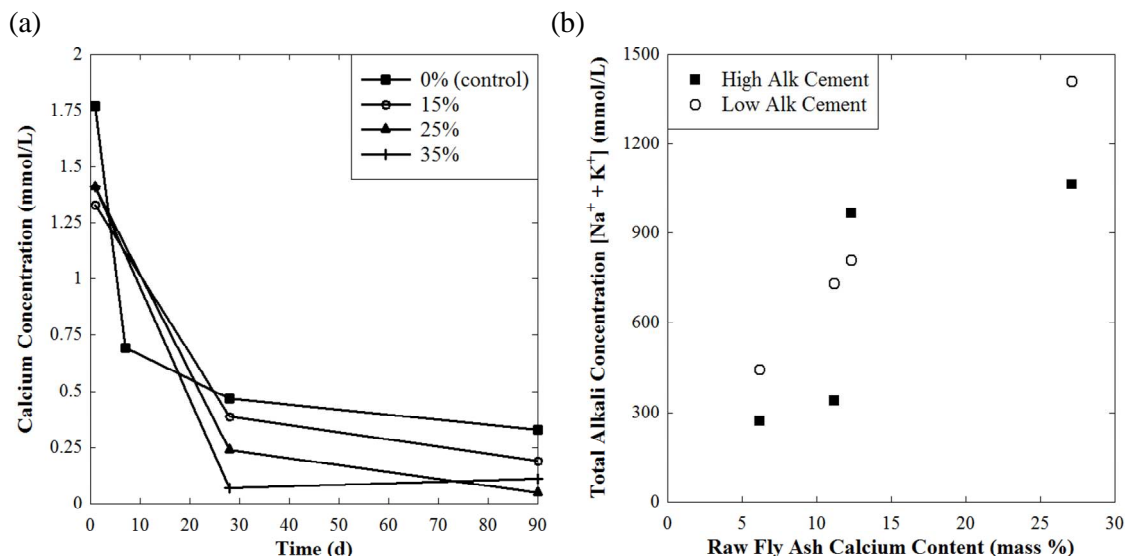 (a)
Calcium Concentration (mmol/L)
2
1.75
1.5
1.25
1
0.75
0.5
0.25
0
0% (control)
15%
25%
35%
0 10 20 30 40 50 60 70 80 90
Time (d)
(b)
Total Alkali Concentration [Na+ + K+] (mmol/L)
1500
1200
900
600
300
0
High Alk Cement
Low Alk Cement
0 5 10 15 20 25 30
Raw Fly Ash Calcium Content (mass %)